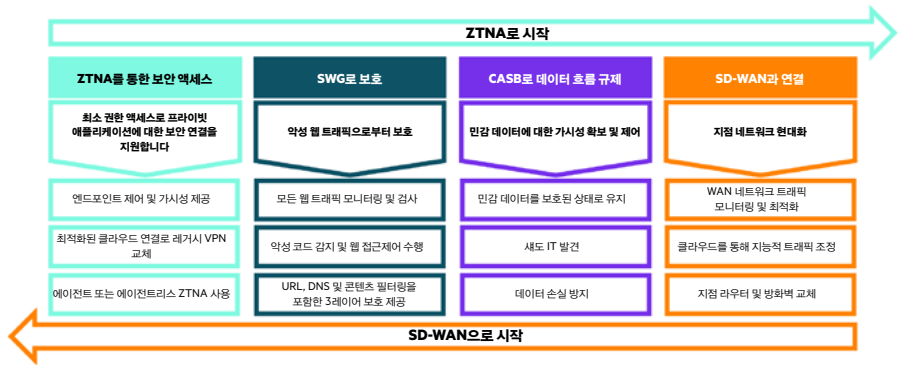 ZTNA로 시작
ZTNA를 통한 보안 액세스
최소 권한 액세스로 프라이빗
애플리케이션에 대한 보안 연결을
지원합니다
엔드포인트 제어 및 가시성 제공
최적화된 클라우드 연결로 레거시 VPN
교체
에이전트 또는 에이전트리스 ZTNA 사용
SWG로 보호
악성 웹 트래픽으로부터 보호
모든 웹 트래픽 모니터링 및 검사
악성 코드 감지 및 웹 접근제어 수행
URL, DNS 및 콘텐츠 필터링을
포함한 3레이어 보호 제공
CASB로 데이터 흐름 규제
민감 데이터에 대한 가시성 확보 및 제어
민감 데이터를 보호된 상태로 유지
섀도 IT 발견
데이터 손실 방지
SD-WAN과 연결
지점 네트워크 현대화
WAN 네트워크 트래픽
모니터링 및 최적화
클라우드를 통해 지능적 트래픽 조정
지점 라우터 및 방화벽 교체
SD-WAN으로 시작